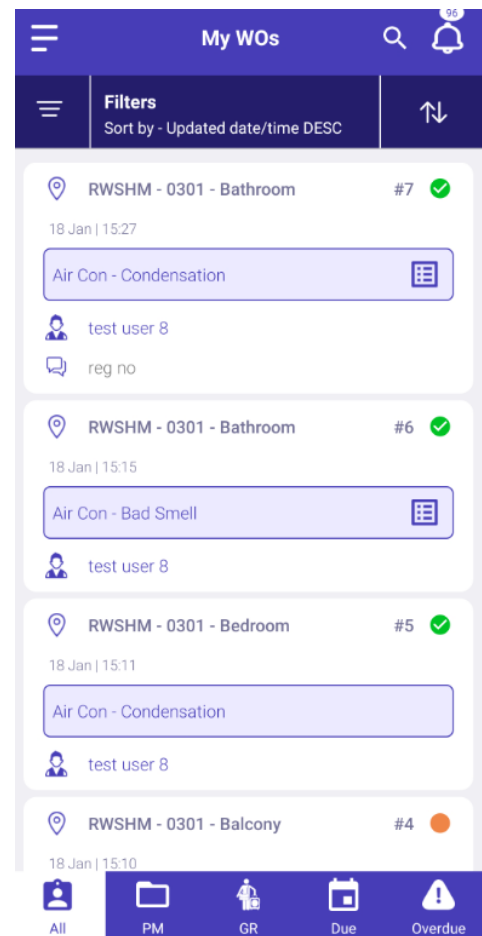 96
My WOs
Filters
Sort by - Updated date/time DESC
RWSHM - 0301 - Bathroom #7
18 Jan | 15:27
Air Con - Condensation
test user 8
reg no
RWSHM - 0301 - Bathroom #6
18 Jan | 15:15
Air Con - Bad Smell
test user 8
RWSHM - 0301 - Bedroom #5
18 Jan | 15:11
Air Con - Condensation
test user 8
RWSHM - 0301 - Balcony #4
18 Jan | 15:10
All PM GR Due Overdue